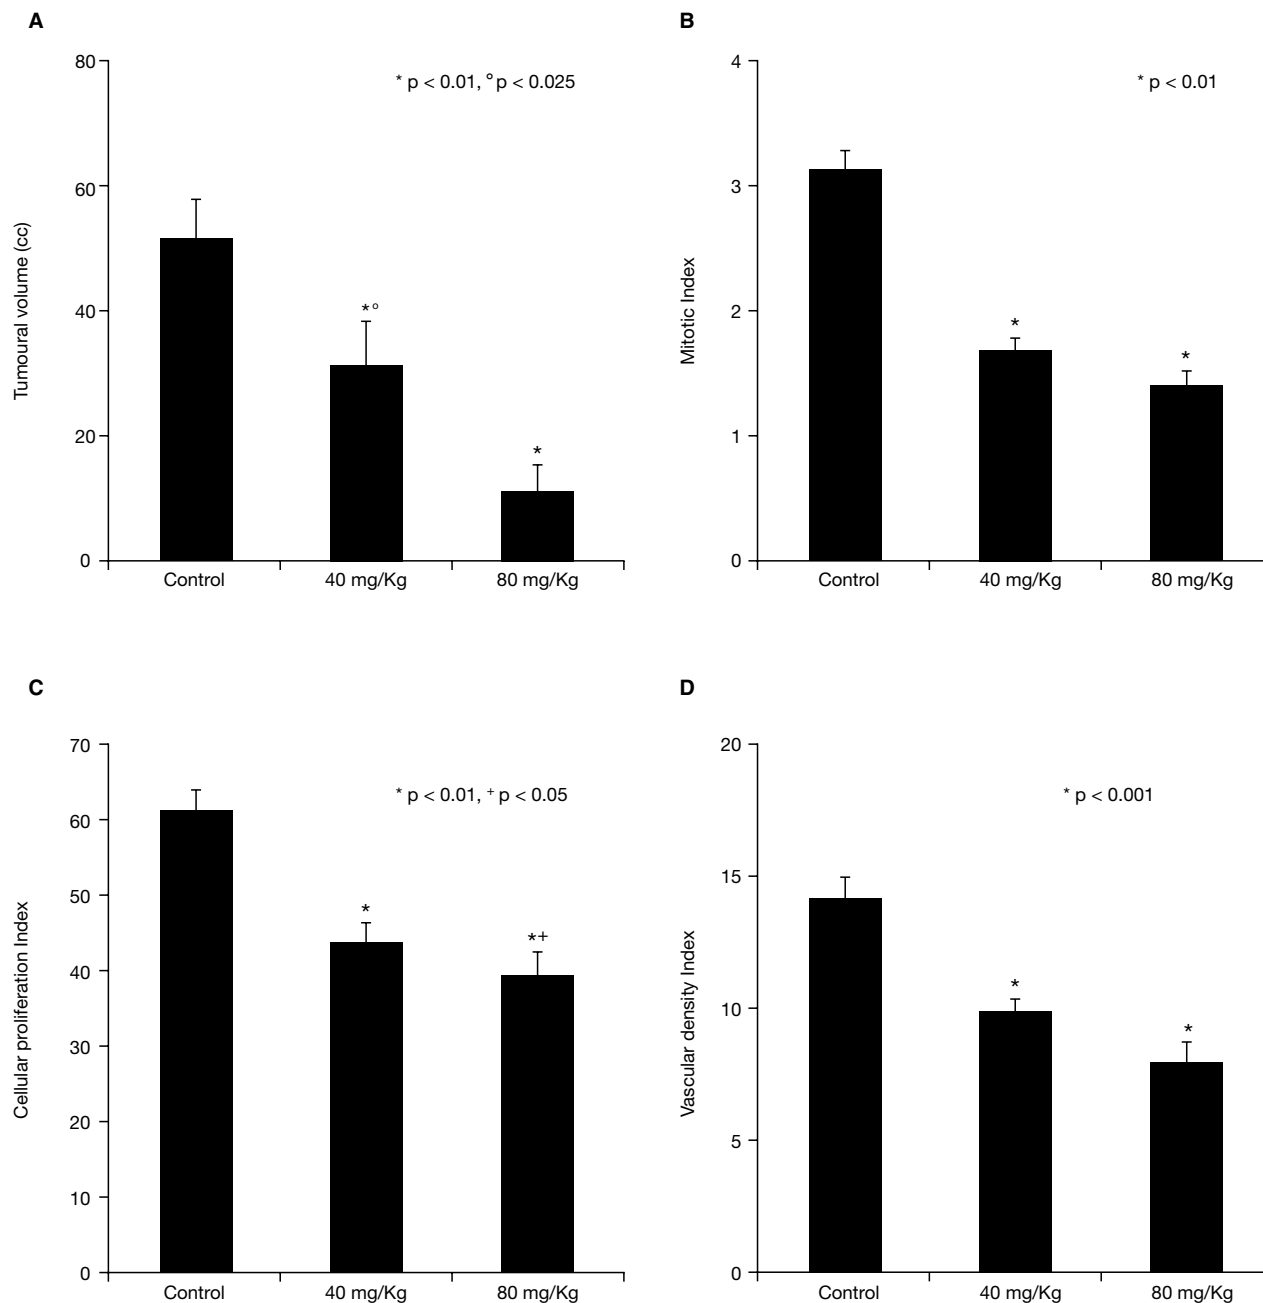 A
80
60
40
20
0
Tumoural volume (cc)
* p < 0.01, °p < 0.025
*°
*
Control 40 mg/Kg 80 mg/Kg
B
4
3
2
1
0
Mitotic Index
* p < 0.01
*
*
Control 40 mg/Kg 80 mg/Kg
C
70
60
50
40
30
20
10
0
Cellular proliferation Index
* p < 0.01, + p < 0.05
*
*+
Control 40 mg/Kg 80 mg/Kg
D
20
15
10
5
0
Vascular density Index
* p < 0.001
*
*
Control 40 mg/Kg 80 mg/Kg